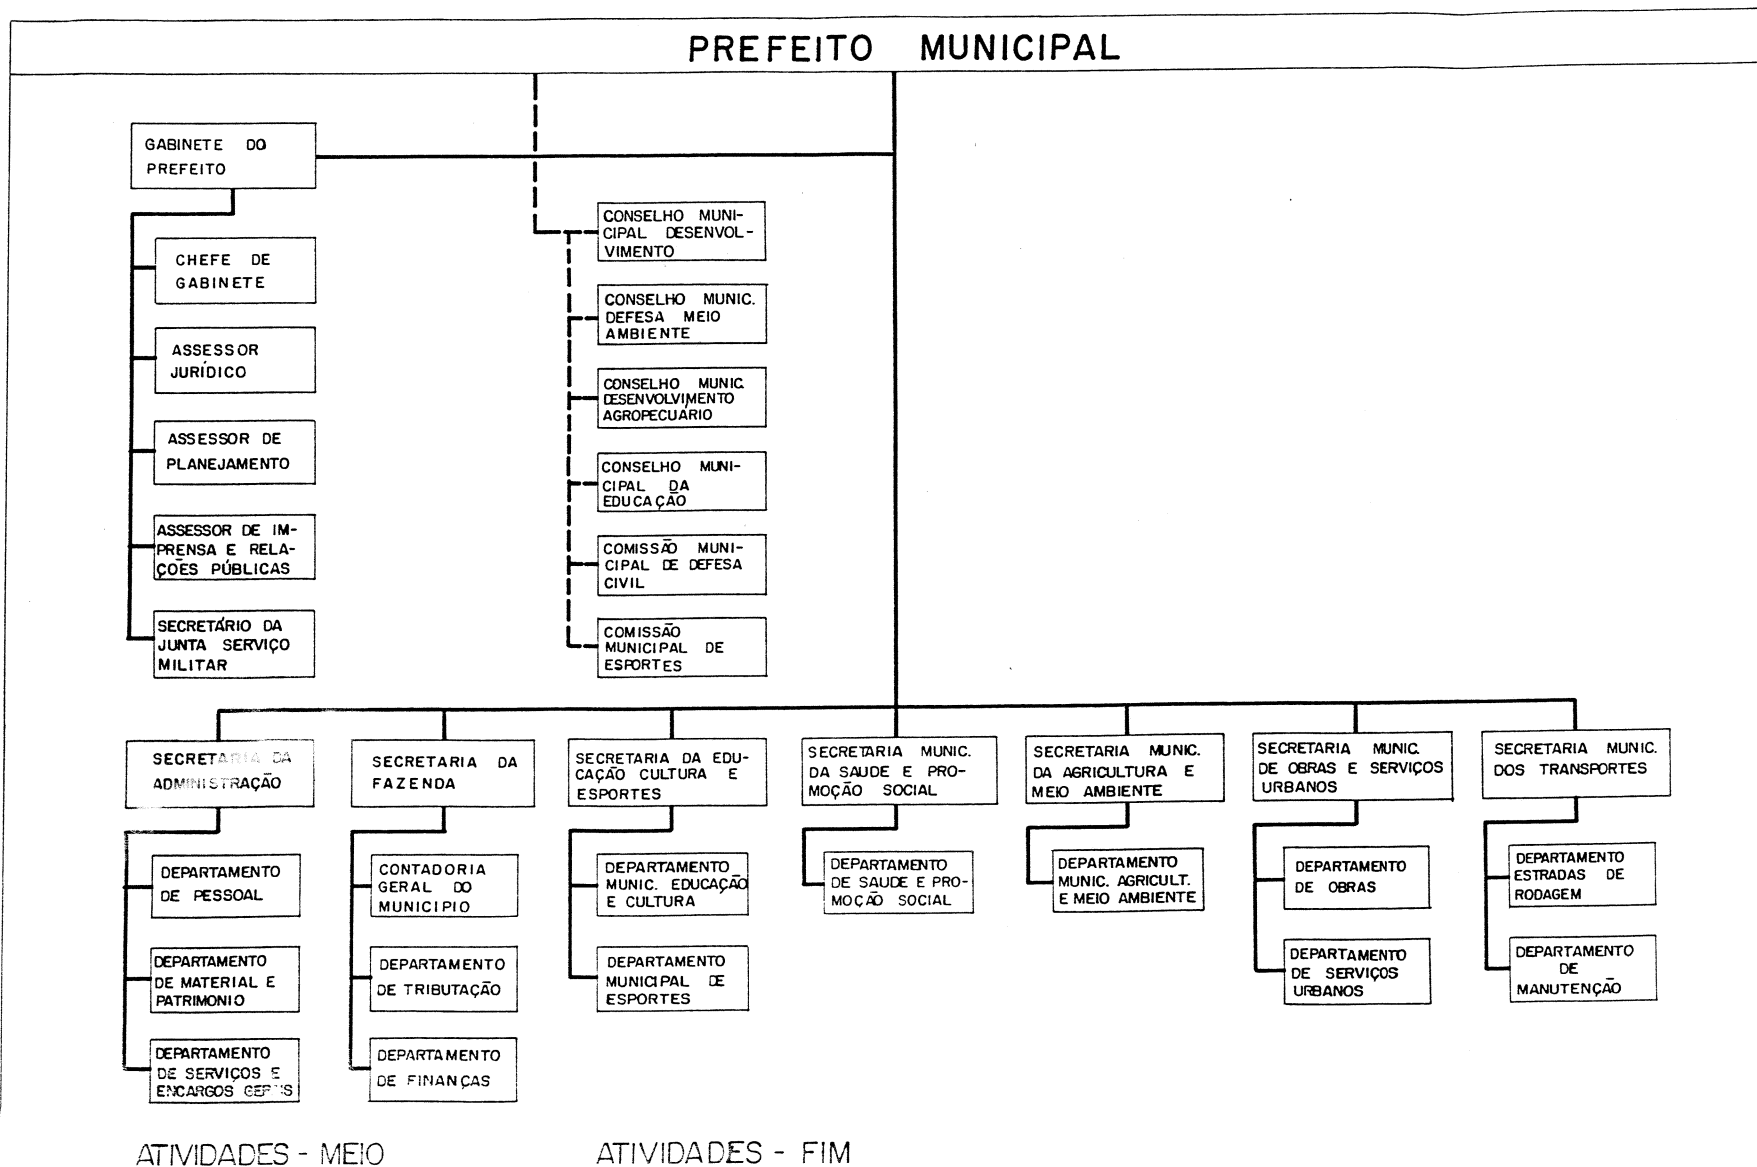 PREFEITO MUNICIPAL
GABINETE DO
PREFEITO
CHEFE DE
GABINETE
ASSESSOR
JURÍDICO
ASSESSOR DE
PLANEJAMENTO
ASSESSOR DE IM-
PRENSA E RELA-
ÇÕES PÚBLICAS
SECRETÁRIO DA
JUNTA SERVIÇO
MILITAR
CONSELHO MUNI-
CIPAL DESENVOL-
VIMENTO
CONSELHO MUNIC.
DEFESA MEIO
AMBIENTE
CONSELHO MUNIC
DESENVOLVIMENTO
AGROPECUÁRIO
CONSELHO MUNI-
CIPAL DA
EDUCAÇÃO
COMISSÃO MUNI-
CIPAL DE DEFESA
CIVIL
COMISSÃO
MUNICIPAL DE
ESPORTES
SECRETARIA DA
ADMINISTRAÇÃO
DEPARTAMENTO
DE PESSOAL
DEPARTAMENTO
DE MATERIAL E
PATRIMONIO
DEPARTAMENTO
DE SERVIÇOS E
ENCARGOS GERAIS
SECRETARIA DA
FAZENDA
CONTADORIA
GERAL DO
MUNICIPIO
DEPARTAMENTO
DE TRIBUTAÇÃO
DEPARTAMENTO
DE FINANÇAS
SECRETARIA DA EDU-
CAÇÃO CULTURA E
ESPORTES
DEPARTAMENTO
MUNIC. EDUCAÇÃO
E CULTURA
DEPARTAMENTO
MUNICIPAL DE
ESPORTES
SECRETARIA MUNIC.
DA SAUDE E PRO-
MOÇÃO SOCIAL
DEPARTAMENTO
DE SAUDE E PRO-
MOÇÃO SOCIAL
SECRETARIA MUNIC.
DA AGRICULTURA E
MEIO AMBIENTE
DEPARTAMENTO
MUNIC. AGRICULT.
E MEIO AMBIENTE
SECRETARIA MUNIC.
DE OBRAS E SERVIÇOS
URBANOS
DEPARTAMENTO
DE OBRAS
DEPARTAMENTO
DE SERVIÇOS
URBANOS
SECRETARIA MUNIC.
DOS TRANSPORTES
DEPARTAMENTO
ESTRADAS DE
RODAGEM
DEPARTAMENTO
DE
MANUTENÇÃO
ATIVIDADES - MEIO
ATIVIDADES - FIM